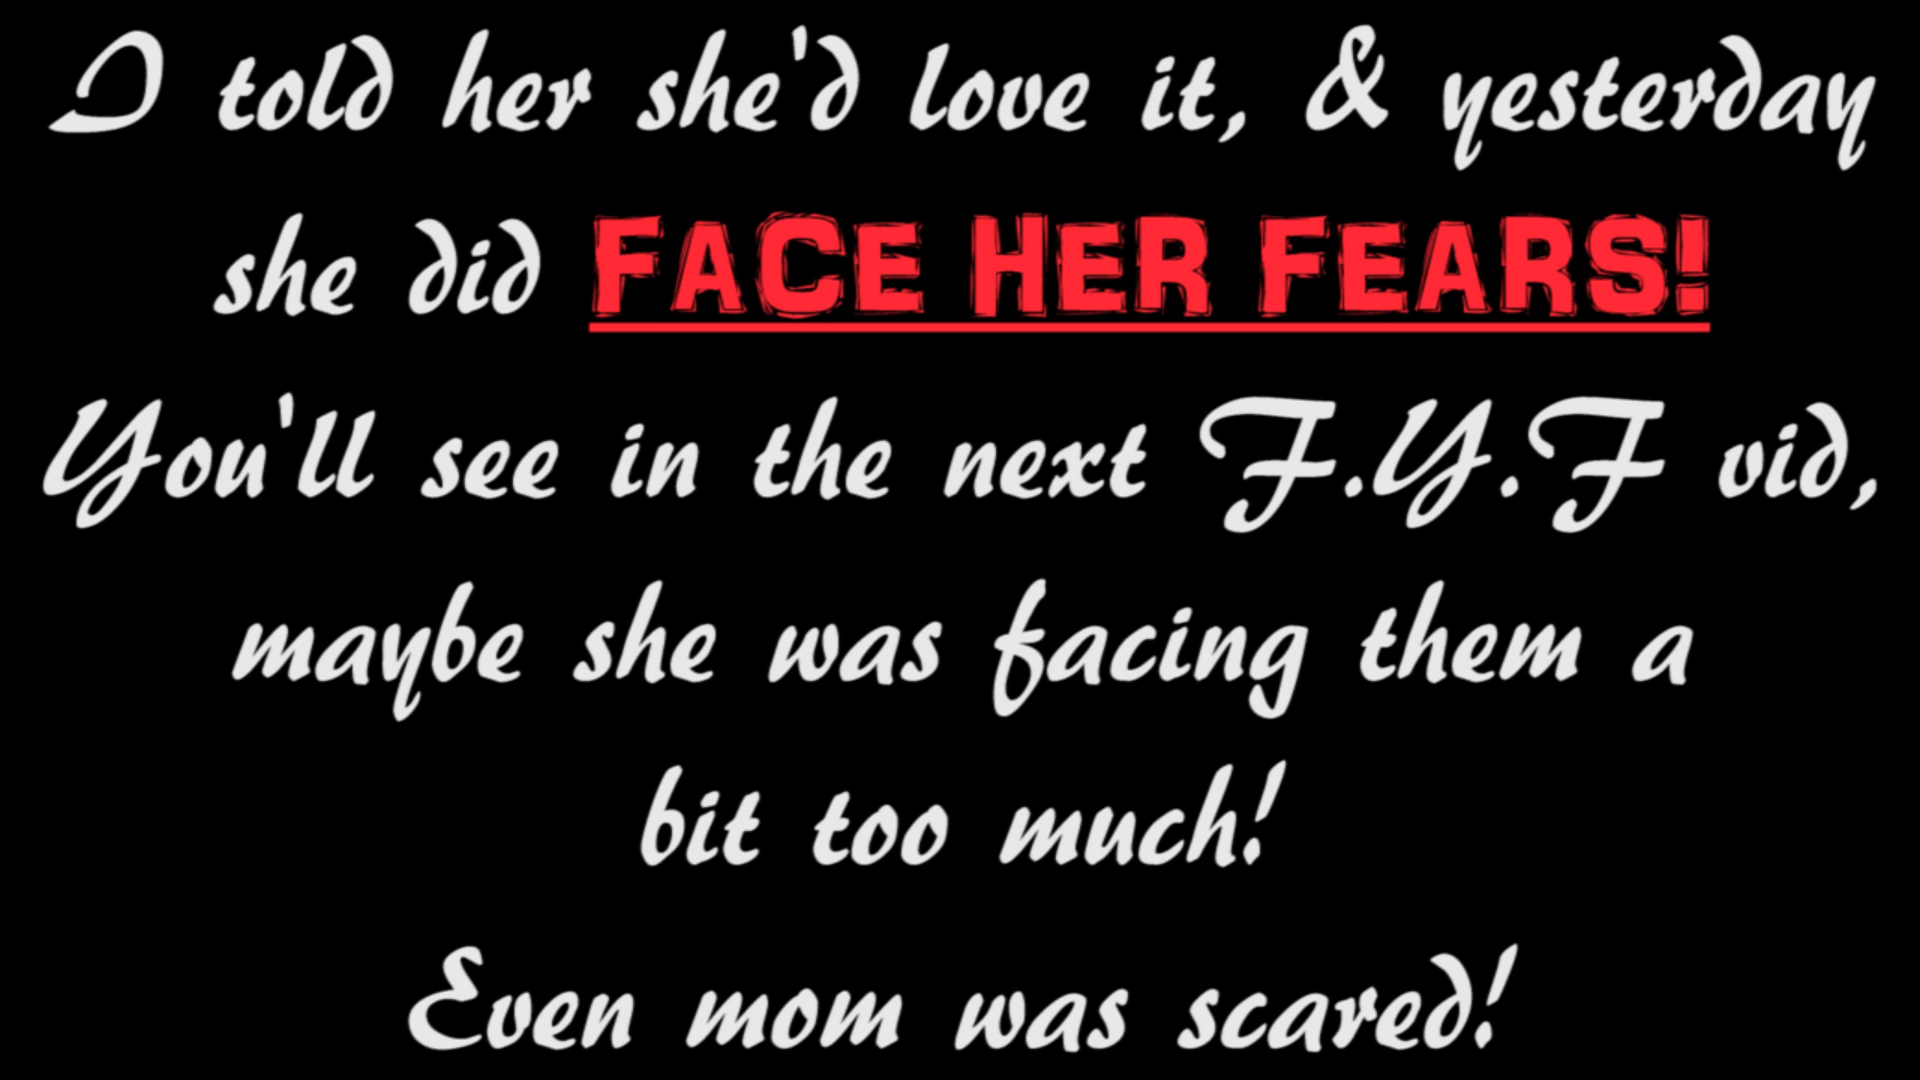 I told her she'd love it, & yesterday
she did FACE HER FEARS!
You'll see in the next F.Y.F vid,
maybe she was facing them a
bit too much!
Even mom was scared!